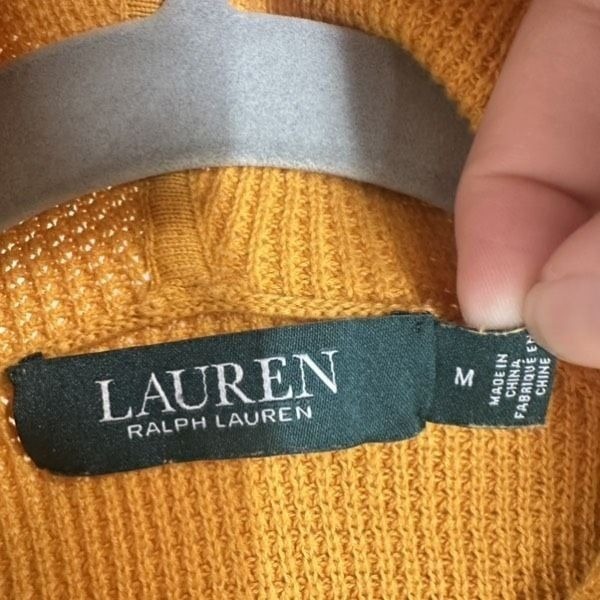 LAUREN
RALPH LAUREN
M
MADE IN
CHINA
FABRIQUÉ EN
CHINE